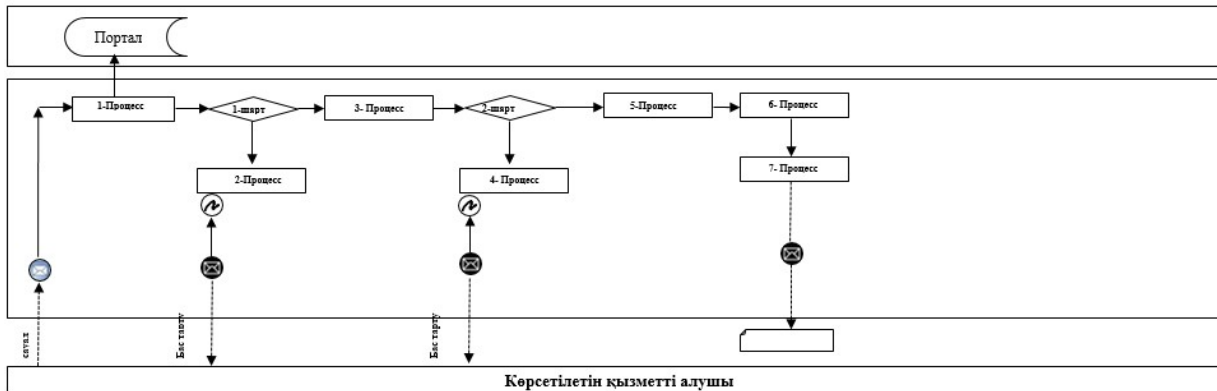 Портал
1-Процесс
1-шарт
3- Процесс
2-шарт
5-Процесс
6- Процесс
2-Процесс
4- Процесс
7- Процесс
сауал
Бас тарту
Бас тарту
Көрсетілетін қызметті алушы